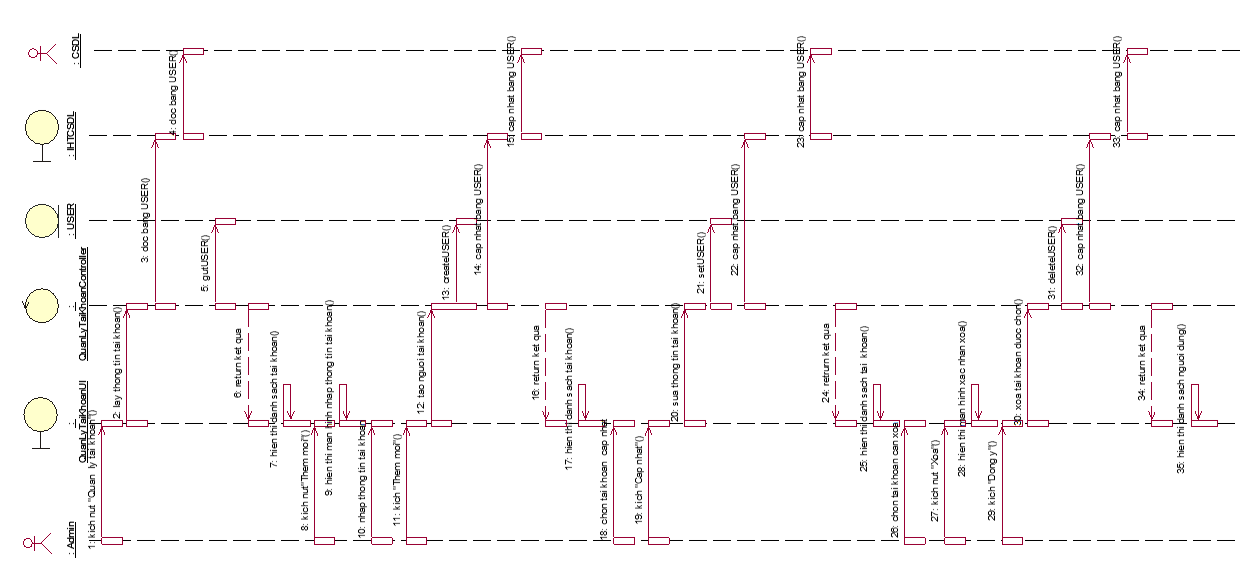 : CSDL
: IHTCSDL
: USER
: QuanLyTaiKhoanController
: QuanLyTaiKhoanUI
: Admin
1: kich nut "Quan ly tai khoan"()
2: lay thong tin tai khoan()
3: doc bang USER()
4: doc bang USER()
5: gutUSER()
6: return ket qua
7: hien thi danh sach tai khoan()
8: kich nut"Them moi"()
9: hien thi man hinh nhap thong tin tai khoan()
10: nhap thong tin tai khoan
11: kich "Them moi"()
12: tao nguoi tai khoan()
13: createUSER()
14: cap nhat bang USER()
15: cap nhat bang USER()
16: return ket qua
17: hien thi danh sach tai khoan()
18: chon tai khoan cap nhat
19: kich "Cap nhat"()
20: sua thong tin tai khoan()
21: setUSER()
22: cap nhat bang USER()
23: cap nhat bang USER()
24: retrurn ket qua
25: hien thi danh sach tai khoan()
26: chon tai khoan can xoa
27: kich nut "Xoa"()
28: hien thi man hinh xac nhan xoa()
29: kich "Dong y"()
30: xoa tai khoan duoc chon()
31: deleteUSER()
32: cap nhat bang USER()
33: cap nhat bang USER()
34: return ket qua
35: hien thi danh sach nguoi dung()